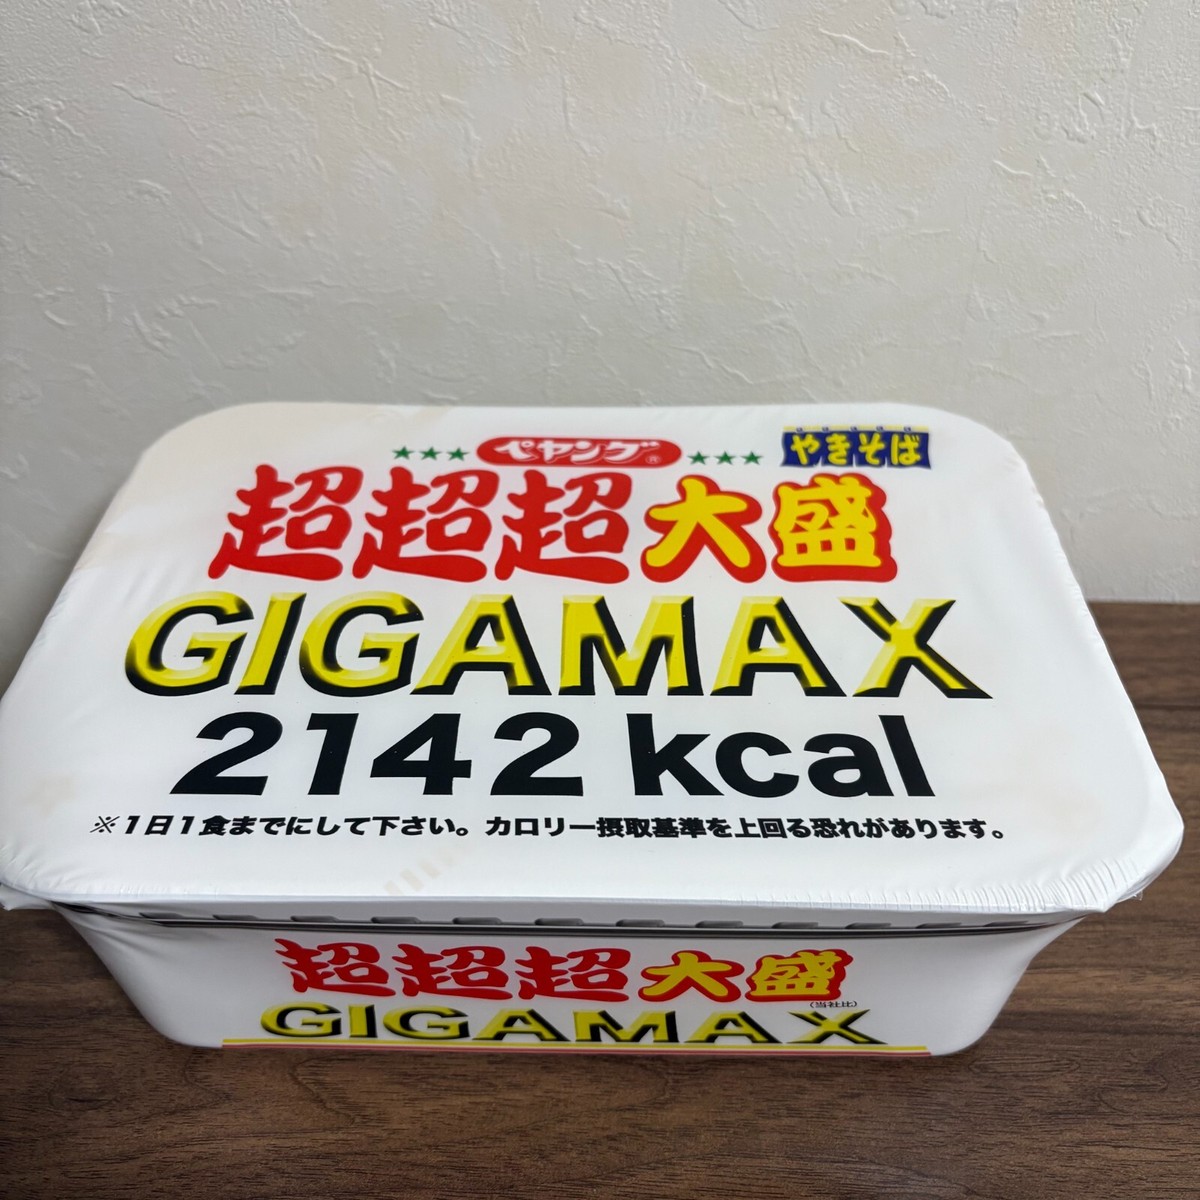 ★★★ ペヤング® ★★★ やきそば
超超超大盛
GIGAMAX
2142 kcal
※1日1食までにして下さい。カロリー摂取基準を上回る恐れがあります。
超超超大盛
(当社比)
GIGAMAX